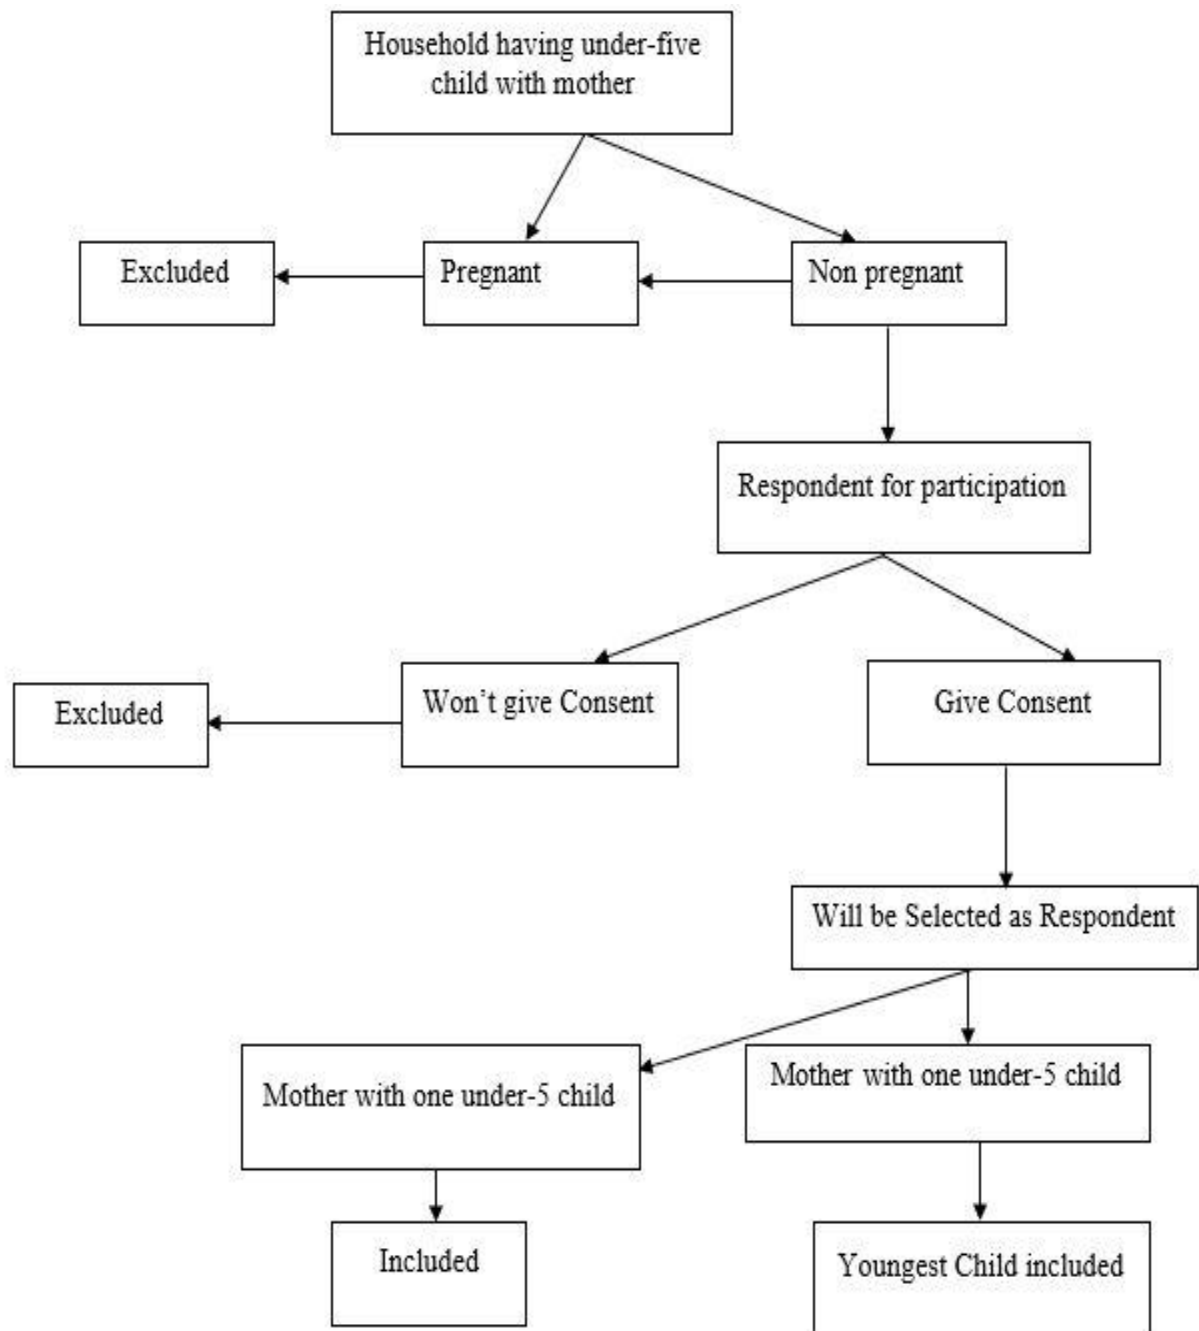 Household having under-five
child with mother
Excluded
Pregnant
Non pregnant
Respondent for participation
Excluded
Won’t give Consent
Give Consent
Will be Selected as Respondent
Mother with one under-5 child
Mother with one under-5 child
Included
Youngest Child included